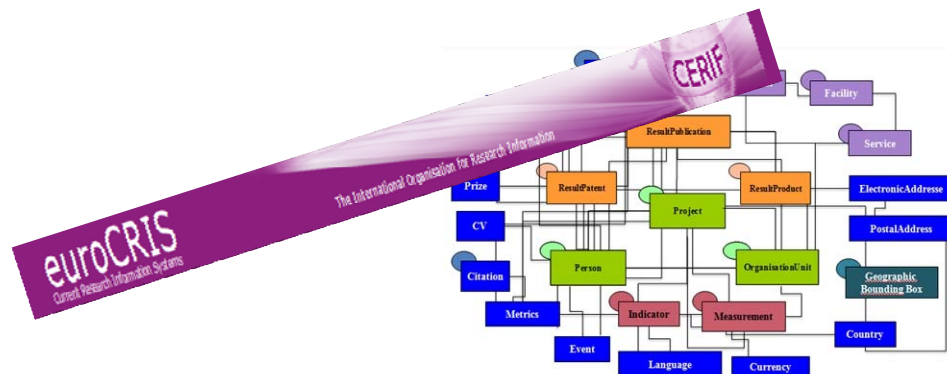 CERIF
The International Organisation for Research Information
euroCRIS
Current Research Information Systems
Facility
ResultPublication
Service
Prize
ResultPatent
ResultProduct
ElectronicAddresse
Project
CV
PostalAddress
Person
OrganisationUnit
Citation
Geographic
Bounding Box
Metrics
Indicator
Measurement
Country
Event
Language
Currency